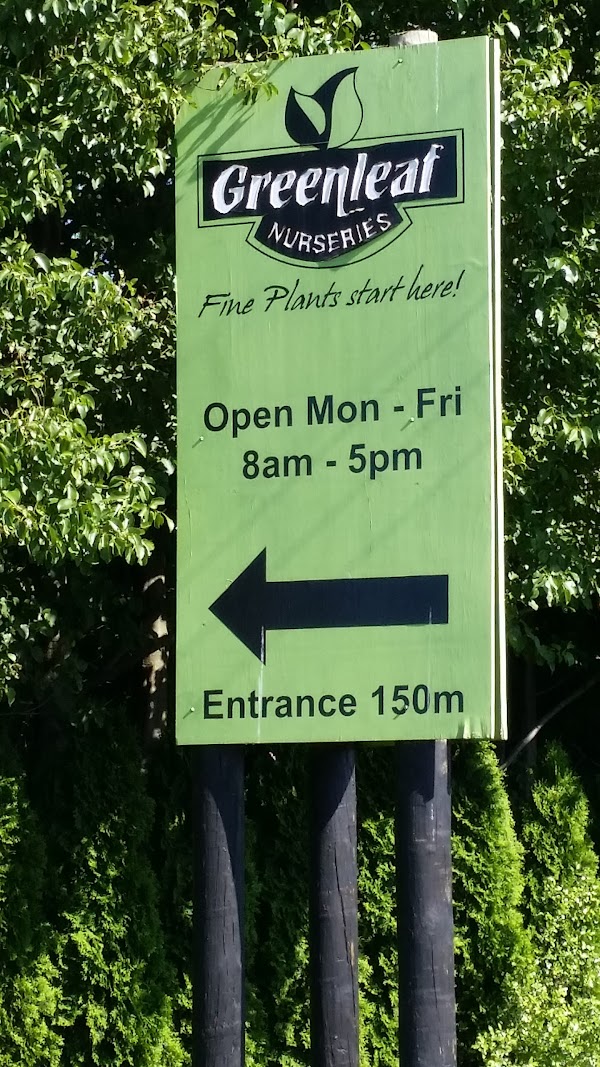 Greenleaf
NURSERIES
Fine Plants start here!
Open Mon - Fri
8am - 5pm
Entrance 150m